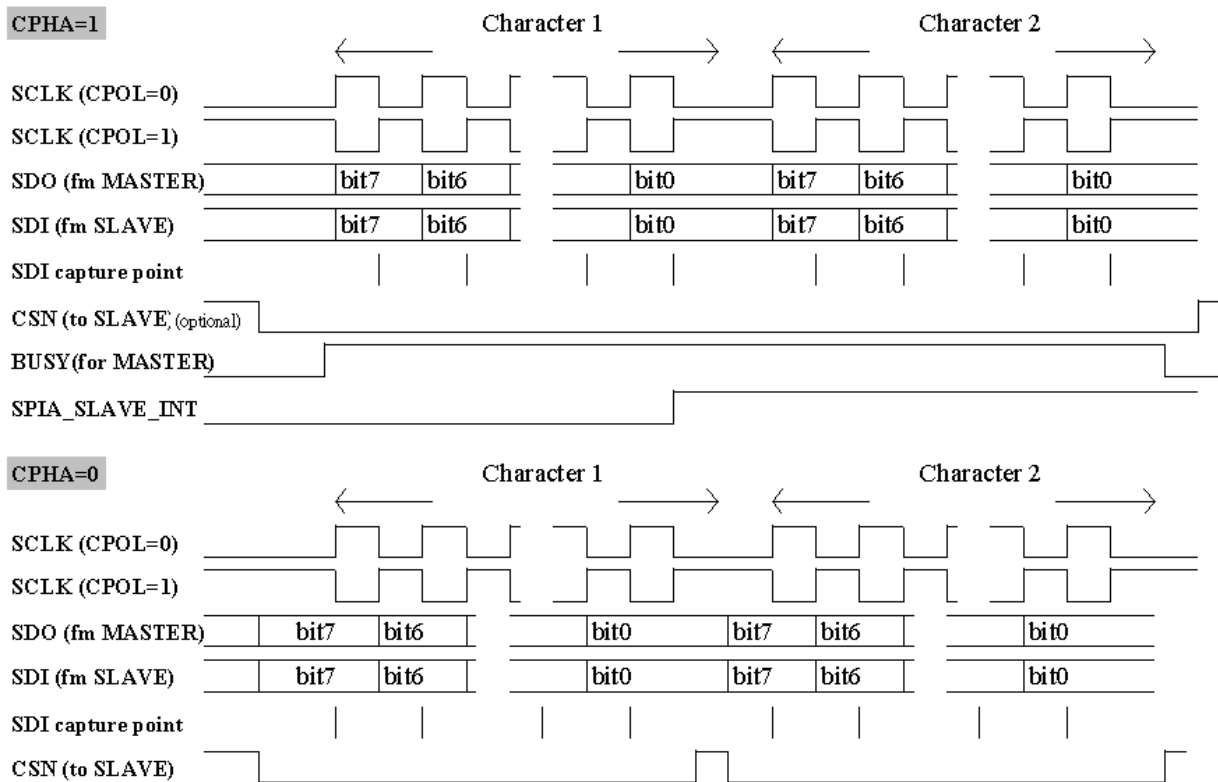 CPHA=1
Character 1 Character 2
SCLK (CPOL=0)
SCLK (CPOL=1)
SDO (fm MASTER) bit7 bit6 bit0 bit7 bit6 bit0
SDI (fm SLAVE) bit7 bit6 bit0 bit7 bit6 bit0
SDI capture point
CSN (to SLAVE) (optional)
BUSY(for MASTER)
SPIA_SLAVE_INT
CPHA=0
Character 1 Character 2
SCLK (CPOL=0)
SCLK (CPOL=1)
SDO (fm MASTER) bit7 bit6 bit0 bit7 bit6 bit0
SDI (fm SLAVE) bit7 bit6 bit0 bit7 bit6 bit0
SDI capture point
CSN (to SLAVE)